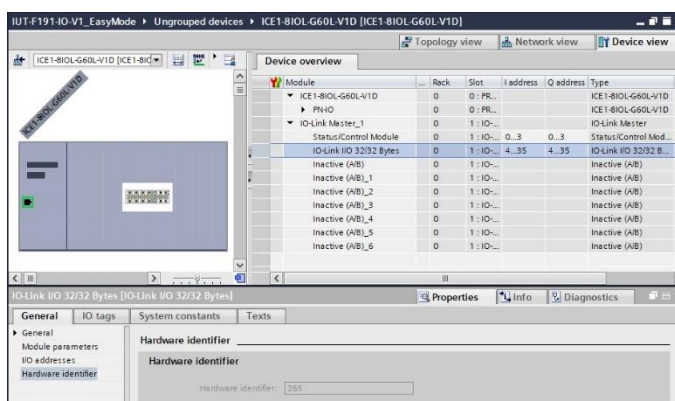 IUT-F191-IO-V1_EasyMode ▸ Ungrouped devices ▸ ICE1-8IOL-G60L-V1D [ICE1-8IOL-G60L-V1D]
Topology view Network view Device view
ICE1-8IOL-G60L-V1D [ICE1-8IC
Device overview
Module ... Rack Slot I address Q address Type
ICE1-8IOL-G60L-V1D 0 0 : PR... ICE1-8IOL-G60L-V1D
PN-IO 0 0 : PR... ICE1-8IOL-G60L-V1D
IO-Link Master_1 0 1 : IO-... IO-Link Master
Status/Control Module 0 1 : IO-... 0...3 0...3 Status/Control Mod...
IO-Link I/O 32/32 Bytes 0 1 : IO-... 4...35 4...35 IO-Link I/O 32/32 B...
Inactive (A/B) 0 1 : IO-... Inactive (A/B)
Inactive (A/B)_1 0 1 : IO-... Inactive (A/B)
Inactive (A/B)_2 0 1 : IO-... Inactive (A/B)
Inactive (A/B)_3 0 1 : IO-... Inactive (A/B)
Inactive (A/B)_4 0 1 : IO-... Inactive (A/B)
Inactive (A/B)_5 0 1 : IO-... Inactive (A/B)
Inactive (A/B)_6 0 1 : IO-... Inactive (A/B)
ICE1-8IOL-G60L-V1D
IO-Link I/O 32/32 Bytes [IO-Link I/O 32/32 Bytes]
Properties Info Diagnostics
General IO tags System constants Texts
General
Module parameters
I/O addresses
Hardware identifier
Hardware identifier
Hardware identifier
Hardware identifier: 265